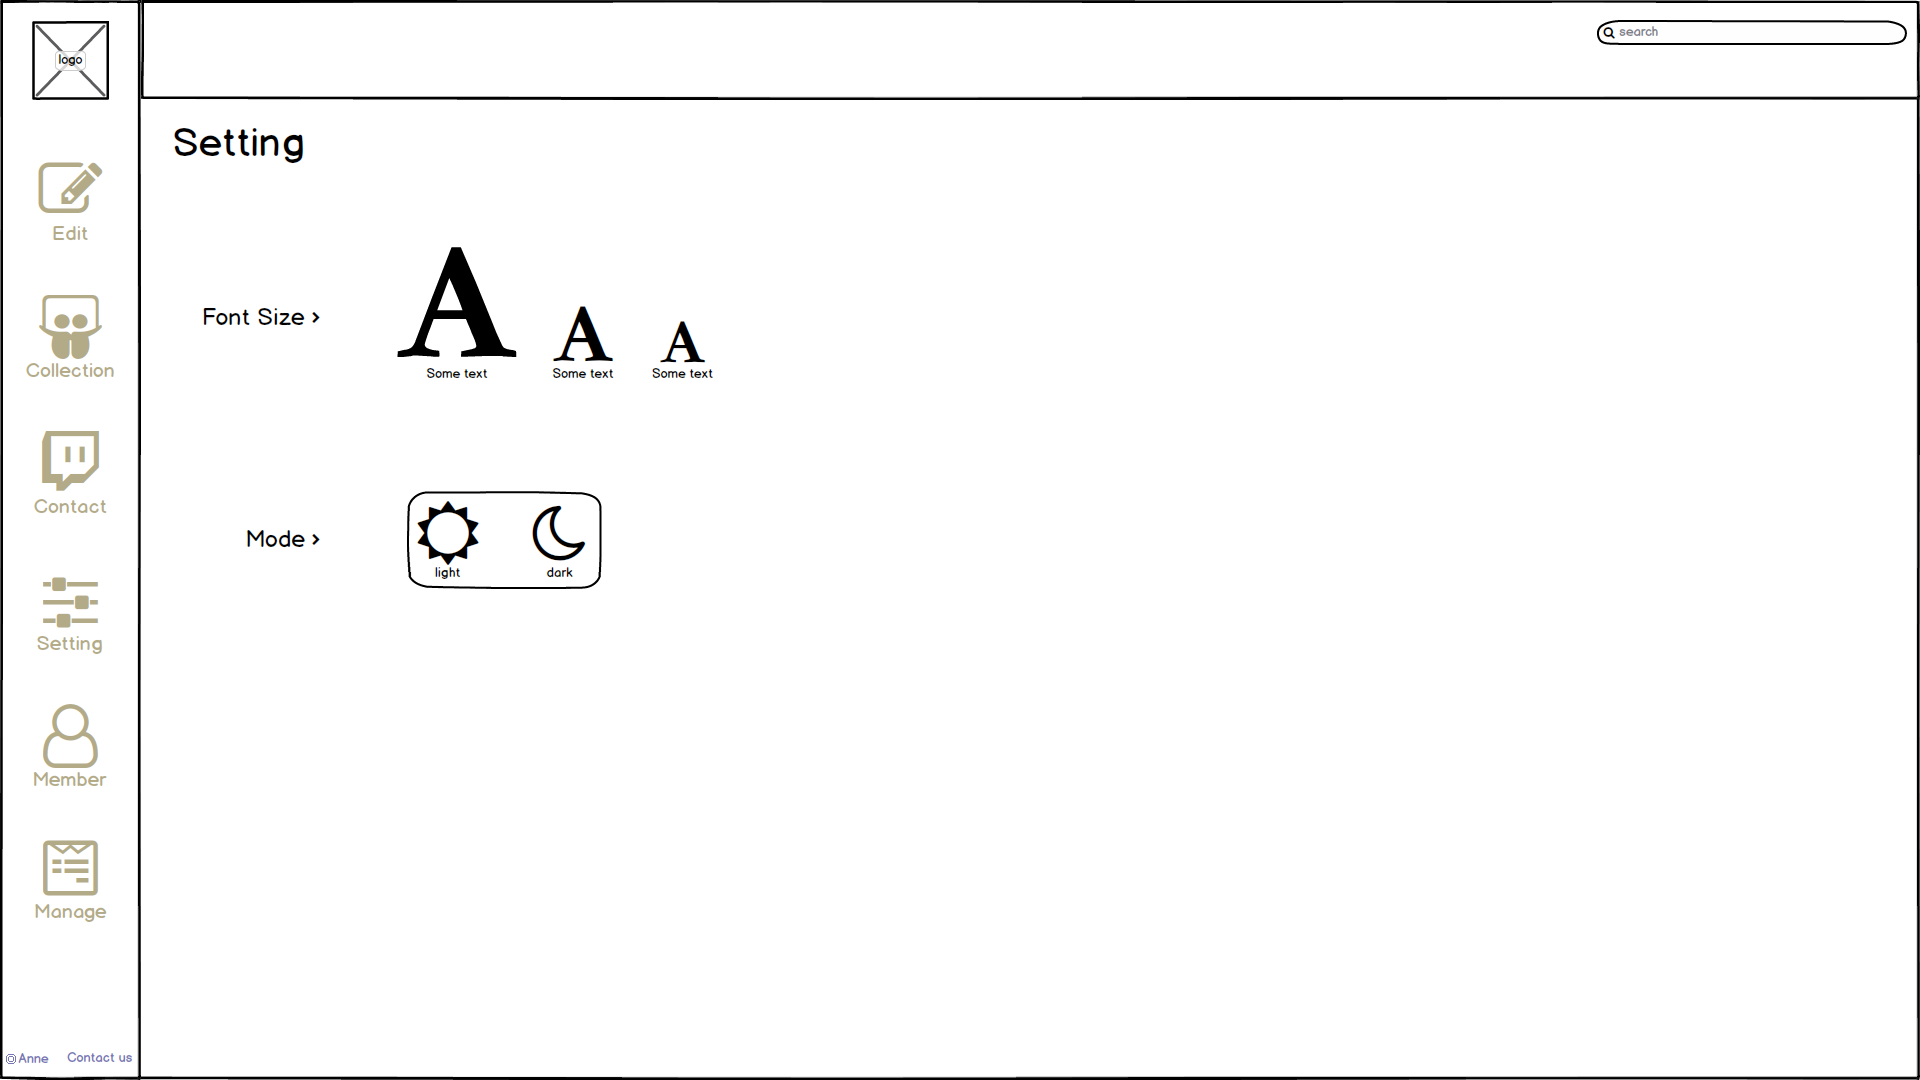 logo
search
Setting
Edit
Collection
Contact
Setting
Member
Manage
© Anne
Contact us
Font Size >
A
A
A
Some text
Some text
Some text
Mode >
light
dark